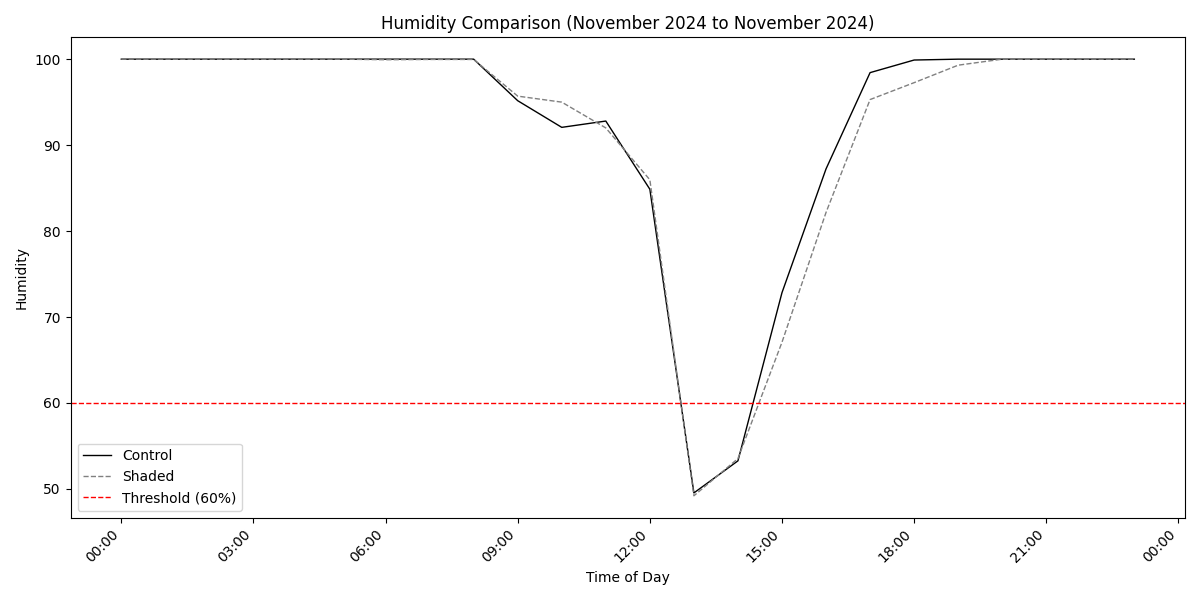 Humidity Comparison (November 2024 to November 2024)
Humidity
100
90
80
70
60
50
Control
Shaded
Threshold (60%)
00:00
03:00
06:00
09:00
12:00
15:00
18:00
21:00
00:00
Time of Day